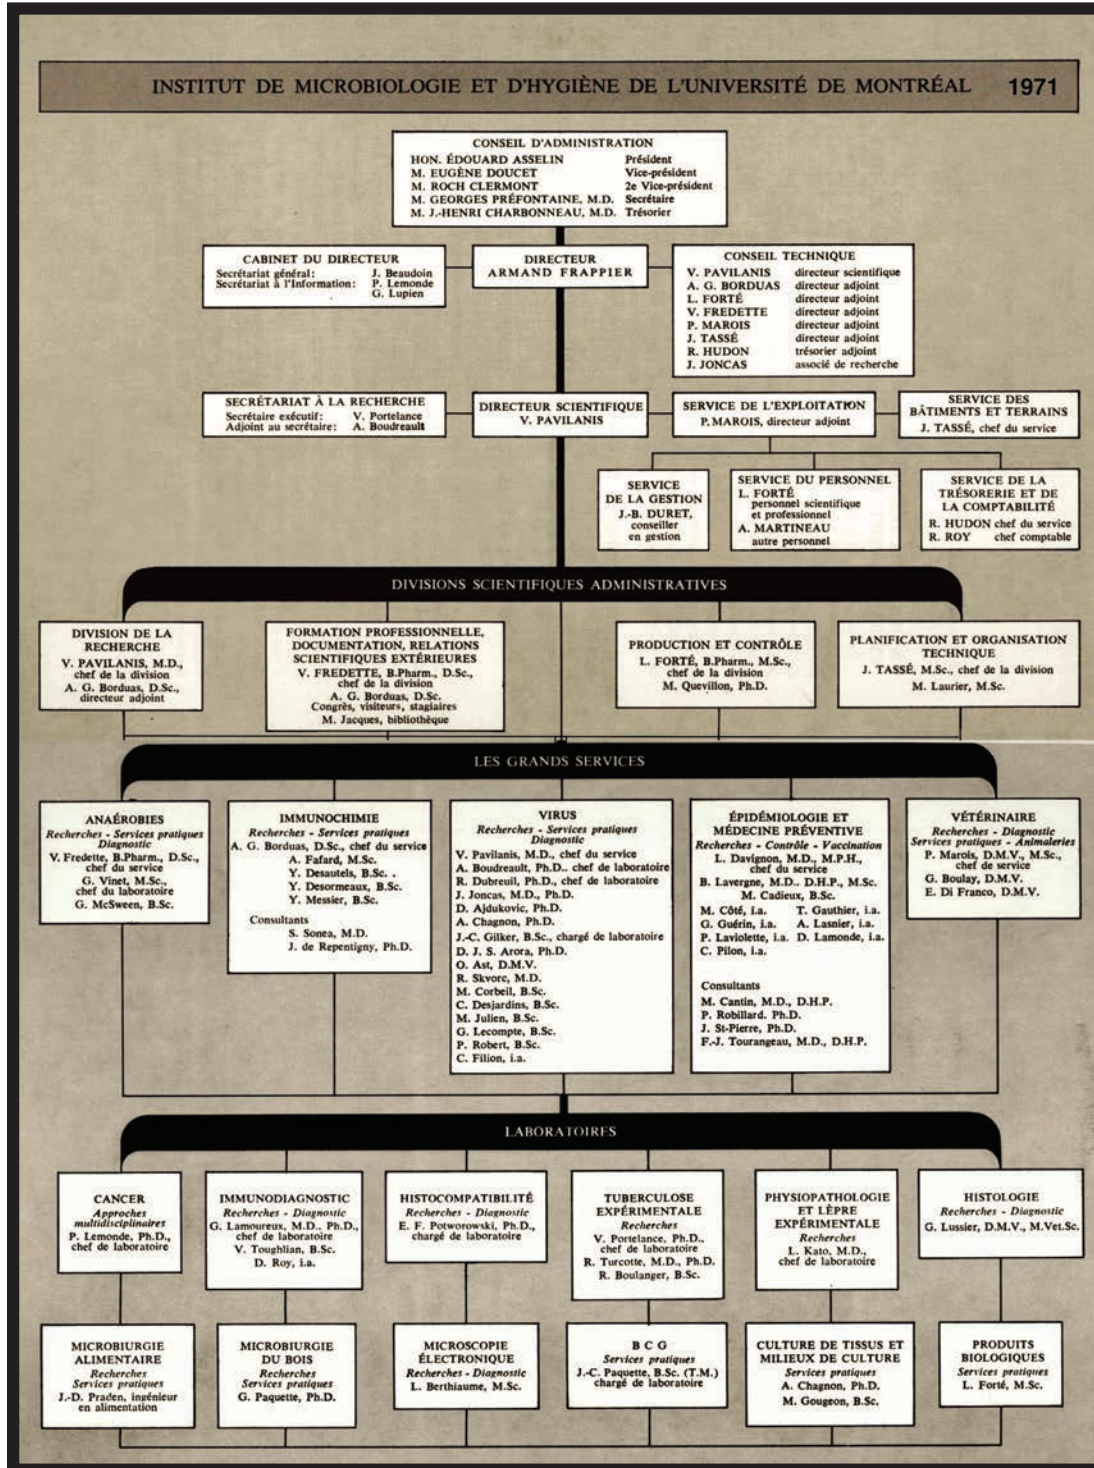 INSTITUT DE MICROBIOLOGIE ET D'HYGIÈNE DE L'UNIVERSITÉ DE MONTRÉAL 1971
CONSEIL D'ADMINISTRATION
HON. ÉDOUARD ASSELIN Président
M. EUGÈNE DOUCET Vice-président
M. ROCH CLERMONT 2e Vice-président
M. GEORGES PRÉFONTAINE, M.D. Secrétaire
M. J.-HENRI CHARBONNEAU, M.D. Trésorier
CABINET DU DIRECTEUR
Secrétariat général: J. Beaudoin
Secrétariat à l'Information: P. Lemonde
G. Lupien
DIRECTEUR
ARMAND FRAPPIER
CONSEIL TECHNIQUE
V. PAVILANIS directeur scientifique
A. G. BORDUAS directeur adjoint
L. FORTÉ directeur adjoint
V. FREDETTE directeur adjoint
P. MAROIS directeur adjoint
J. TASSÉ directeur adjoint
R. HUDON trésorier adjoint
J. JONCAS associé de recherche
SECRÉTARIAT À LA RECHERCHE
Secrétaire exécutif: V. Portelance
Adjoint au secrétaire: A. Boudreault
DIRECTEUR SCIENTIFIQUE
V. PAVILANIS
SERVICE DE L'EXPLOITATION
P. MAROIS, directeur adjoint
SERVICE DES
BÂTIMENTS ET TERRAINS
J. TASSÉ, chef du service
SERVICE
DE LA GESTION
J.-B. DURET,
conseiller
en gestion
SERVICE DU PERSONNEL
L. FORTÉ
personnel scientifique
et professionnel
A. MARTINEAU
autre personnel
SERVICE DE LA
TRÉSORERIE ET DE
LA COMPTABILITÉ
R. HUDON chef du service
R. ROY chef comptable
DIVISIONS SCIENTIFIQUES ADMINISTRATIVES
DIVISION DE LA
RECHERCHE
V. PAVILANIS, M.D.,
chef de la division
A. G. Borduas, D.Sc.,
directeur adjoint
FORMATION PROFESSIONNELLE,
DOCUMENTATION, RELATIONS
SCIENTIFIQUES EXTÉRIEURES
V. FREDETTE, B.Pharm., D.Sc.,
chef de la division
A. G. Borduas, D.Sc.
Congrès, visiteurs, stagiaires
M. Jacques, bibliothèque
PRODUCTION ET CONTRÔLE
L. FORTÉ, B.Pharm., M.Sc.,
chef de la division
M. Quevillon, Ph.D.
PLANIFICATION ET ORGANISATION
TECHNIQUE
J. TASSÉ, M.Sc., chef de la division
M. Laurier, M.Sc.
LES GRANDS SERVICES
ANAÉROBIES
Recherches - Services pratiques
Diagnostic
V. Fredette, B.Pharm., D.Sc.,
chef du service
G. Vinet, M.Sc.,
chef du laboratoire
G. McSween, B.Sc.
IMMUNOCHIMIE
Recherches - Services pratiques
A. G. Borduas, D.Sc., chef du service
A. Fafard, M.Sc.
Y. Desautels, B.Sc. .
Y. Desormeaux, B.Sc.
Y. Messier, B.Sc.
Consultants
S. Sonea, M.D.
J. de Repentigny, Ph.D.
VIRUS
Recherches - Services pratiques
Diagnostic
V. Pavilanis, M.D., chef du service
A. Boudreault, Ph.D.. chef de laboratoire
R. Dubreuil, Ph.D., chef de laboratoire
J. Joncas, M.D., Ph.D.
D. Ajdukovic, Ph.D.
A. Chagnon, Ph.D.
J.-C. Gilker, B.Sc., chargé de laboratoire
D. J. S. Arora, Ph.D.
O. Ast, D.M.V.
R. Skvorc, M.D.
M. Corbeil, B.Sc.
C. Desjardins, B.Sc.
M. Julien, B.Sc.
G. Lecompte, B.Sc.
P. Robert, B.Sc.
C. Filion, i.a.
ÉPIDÉMIOLOGIE ET
MÉDECINE PRÉVENTIVE
Recherches - Contrôle - Vaccination
L. Davignon, M.D., M.P.H.,
chef du service
B. Lavergne, M.D.. D.H.P., M.Sc.
M. Cadieux, B.Sc.
M. Côté, i.a. T. Gauthier, i.a.
G. Guérin, i.a. A. Lasnier, i.a.
P. Laviolette, i.a. D. Lamonde, i.a.
C. Pilon, i.a.
Consultants
M. Cantin, M.D., D.H.P.
P. Robillard. Ph.D.
J. St-Pierre, Ph.D.
F.-J. Tourangeau, M.D., D.H.P.
VÉTÉRINAIRE
Recherches - Diagnostic
Services pratiques - Animaleries
P. Marois, D.M.V., M.Sc.,
chef de service
G. Boulay, D.M.V.
E. Di Franco, D.M.V.
LABORATOIRES
CANCER
Approches
multidisciplinaires
P. Lemonde, Ph.D.,
chef de laboratoire
IMMUNODIAGNOSTIC
Recherches - Diagnostic
G. Lamoureux, M.D., Ph.D.,
chef de laboratoire
V. Toughlian, B.Sc.
D. Roy, i.a.
HISTOCOMPATIBILITÉ
Recherches - Diagnostic
E. F. Potworowski, Ph.D.,
chargé de laboratoire
TUBERCULOSE
EXPÉRIMENTALE
Recherches
V. Portelance, Ph.D.,
chef de laboratoire
R. Turcotte, M.D., Ph.D.
R. Boulanger, B.Sc.
PHYSIOPATHOLOGIE
ET LÈPRE
EXPÉRIMENTALE
Recherches
L. Kato, M.D.,
chef de laboratoire
HISTOLOGIE
Recherches - Diagnostic
G. Lussier, D.M.V., M.Vet.Sc.
MICROBIURGIE
ALIMENTAIRE
Recherches
Services pratiques
J.-D. Praden, ingénieur
en alimentation
MICROBIURGIE
DU BOIS
Recherches
Services pratiques
G. Paquette, Ph.D.
MICROSCOPIE
ÉLECTRONIQUE
Recherches - Diagnostic
L. Berthiaume, M.Sc.
B C G
Services pratiques
J.-C. Paquette, B.Sc. (T.M.)
chargé de laboratoire
CULTURE DE TISSUS ET
MILIEUX DE CULTURE
Services pratiques
A. Chagnon, Ph.D.
M. Gougeon, B.Sc.
PRODUITS
BIOLOGIQUES
Services pratiques
L. Forté, M.Sc.